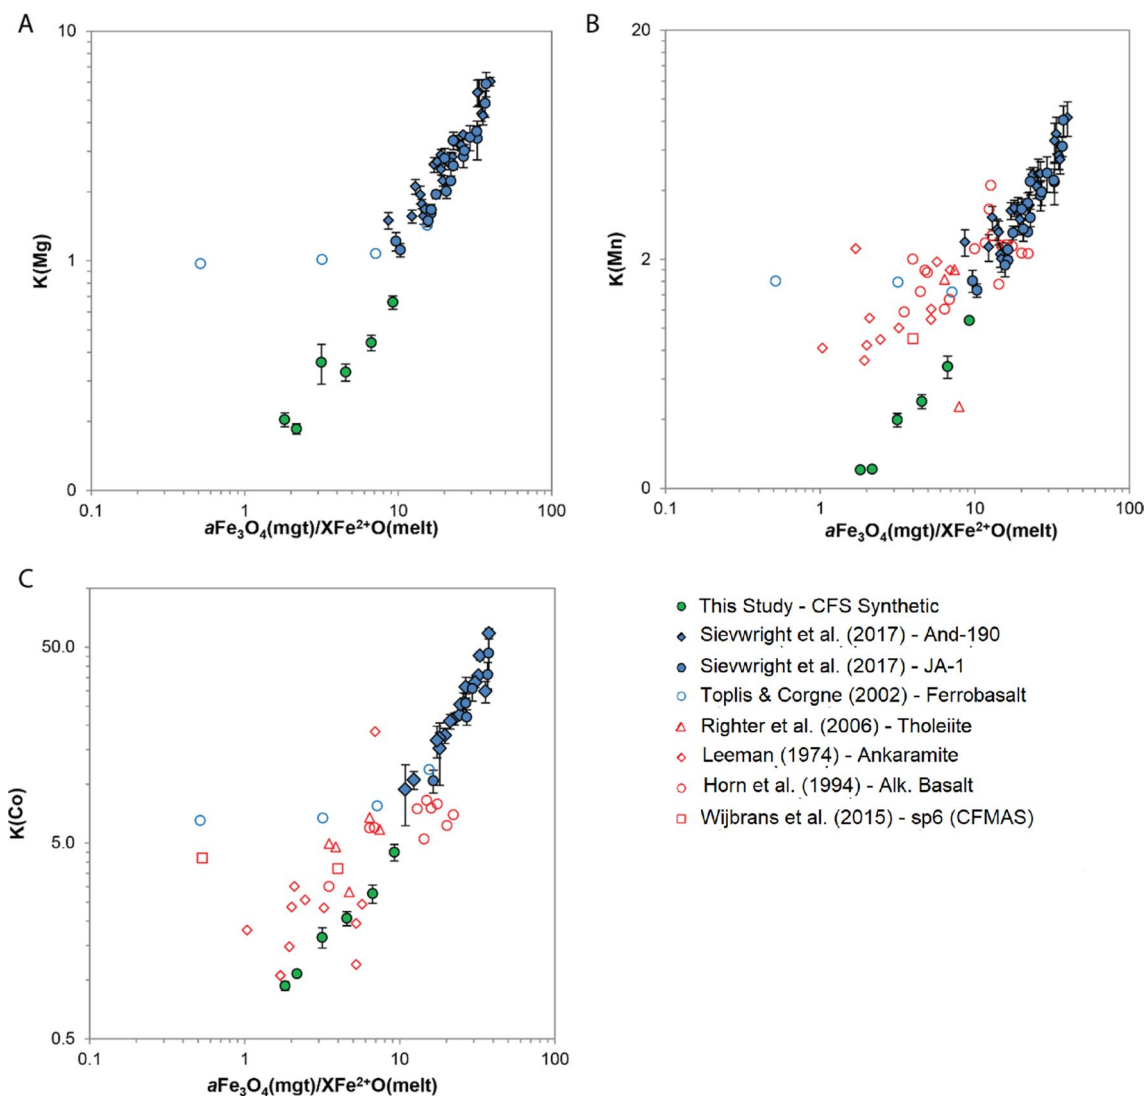 A
10
K(Mg)
1
0
0.1
1
10
100
aFe₃O₄(mgt)/XFe²⁺O(melt)
B
20
K(Mn)
2
0
0.1
1
10
100
aFe₃O₄(mgt)/XFe²⁺O(melt)
C
50.0
K(Co)
5.0
0.5
0.1
1
10
100
aFe₃O₄(mgt)/XFe²⁺O(melt)
This Study - CFS Synthetic
Sievwright et al. (2017) - And-190
Sievwright et al. (2017) - JA-1
Toplis & Corgne (2002) - Ferrobasalt
Righter et al. (2006) - Tholeiite
Leeman (1974) - Ankaramite
Horn et al. (1994) - Alk. Basalt
Wijbrans et al. (2015) - sp6 (CFMAS)